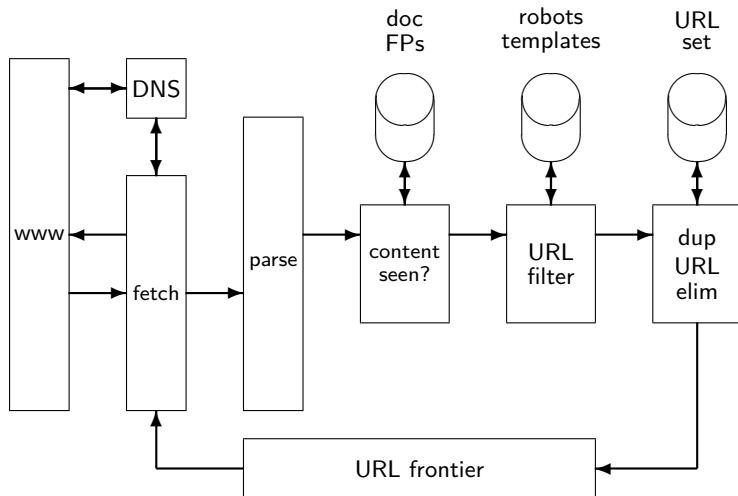 doc
FPs
robots
templates
URL
set
DNS
www
fetch
parse
content
seen?
URL
filter
dup
URL
elim
URL frontier